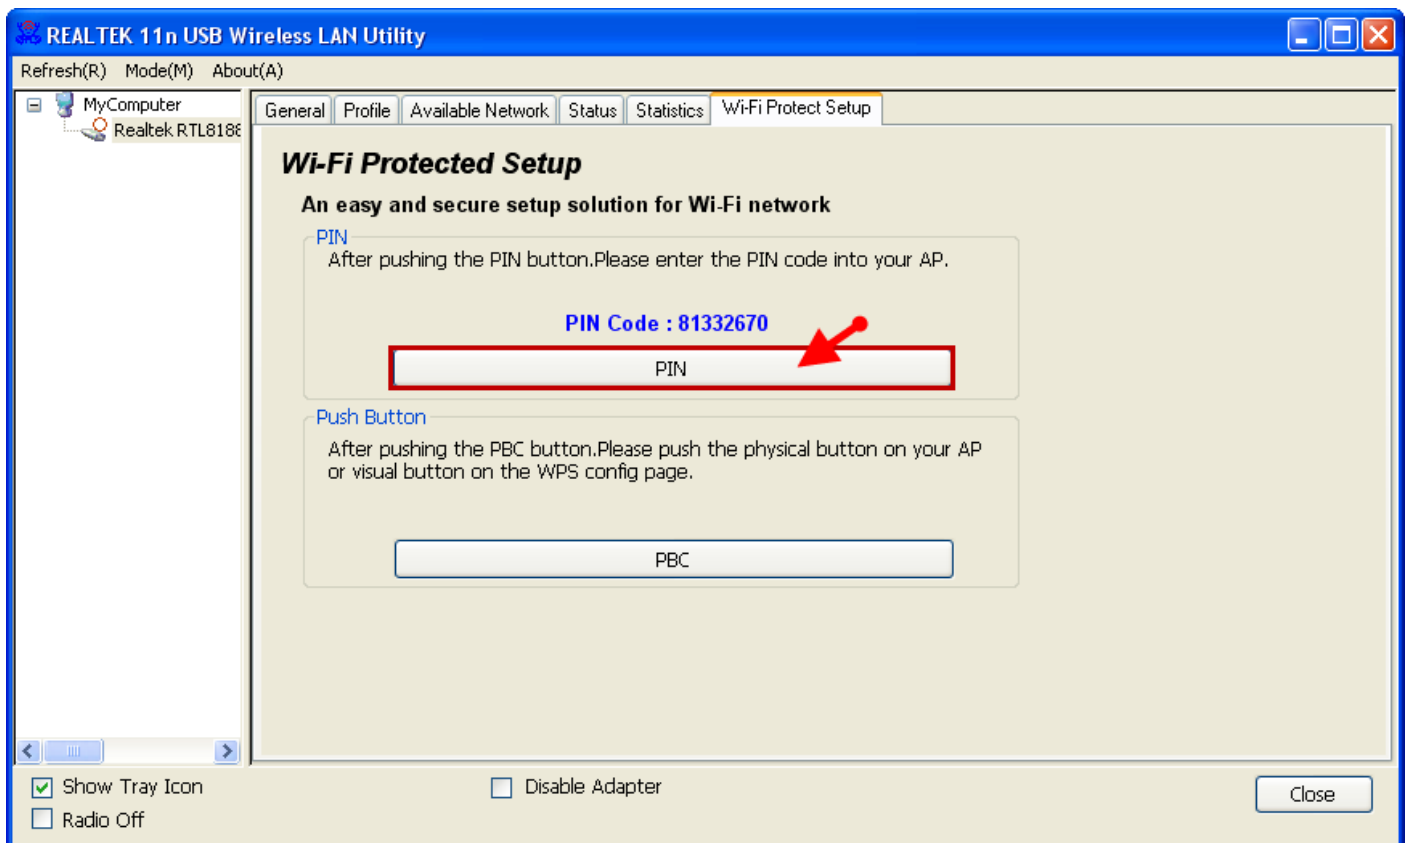 REALTEK 11n USB Wireless LAN Utility
Refresh(R) Mode(M) About(A)
MyComputer
Realtek RTL8188
General Profile Available Network Status Statistics Wi-Fi Protect Setup
Wi-Fi Protected Setup
An easy and secure setup solution for Wi-Fi network
PIN
After pushing the PIN button.Please enter the PIN code into your AP.
PIN Code : 81332670
PIN
Push Button
After pushing the PBC button.Please push the physical button on your AP
or visual button on the WPS config page.
PBC
Show Tray Icon
Disable Adapter
Close
Radio Off